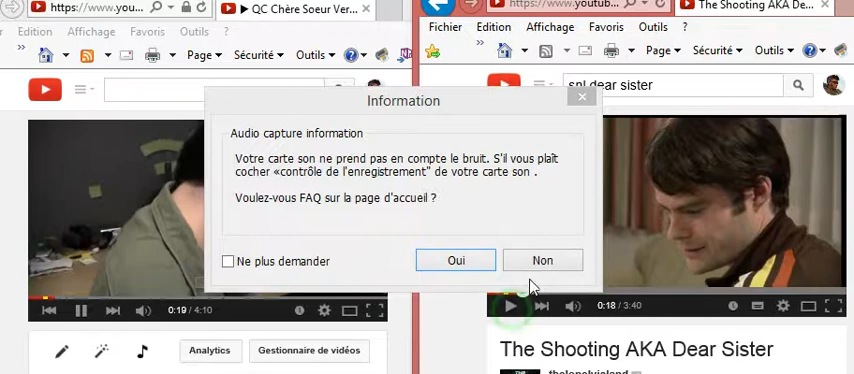 https://www.you...
▶ QC Chère Soeur Ver...
https://www.youtub...
The Shooting AKA De...
Edition Affichage Favoris Outils ?
Fichier Edition Affichage Favoris Outils ?
Page Sécurité Outils
»
Page Sécurité Outils
»
snl dear sister
Information
Audio capture information
Votre carte son ne prend pas en compte le bruit. S'il vous plaît
cocher «contrôle de l'enregistrement" de votre carte son .
Voulez-vous FAQ sur la page d'accueil ?
Ne plus demander
Oui
Non
0:19 / 4:10
0:18 / 3:40
Analytics
Gestionnaire de vidéos
The Shooting AKA Dear Sister
thelonelyisland